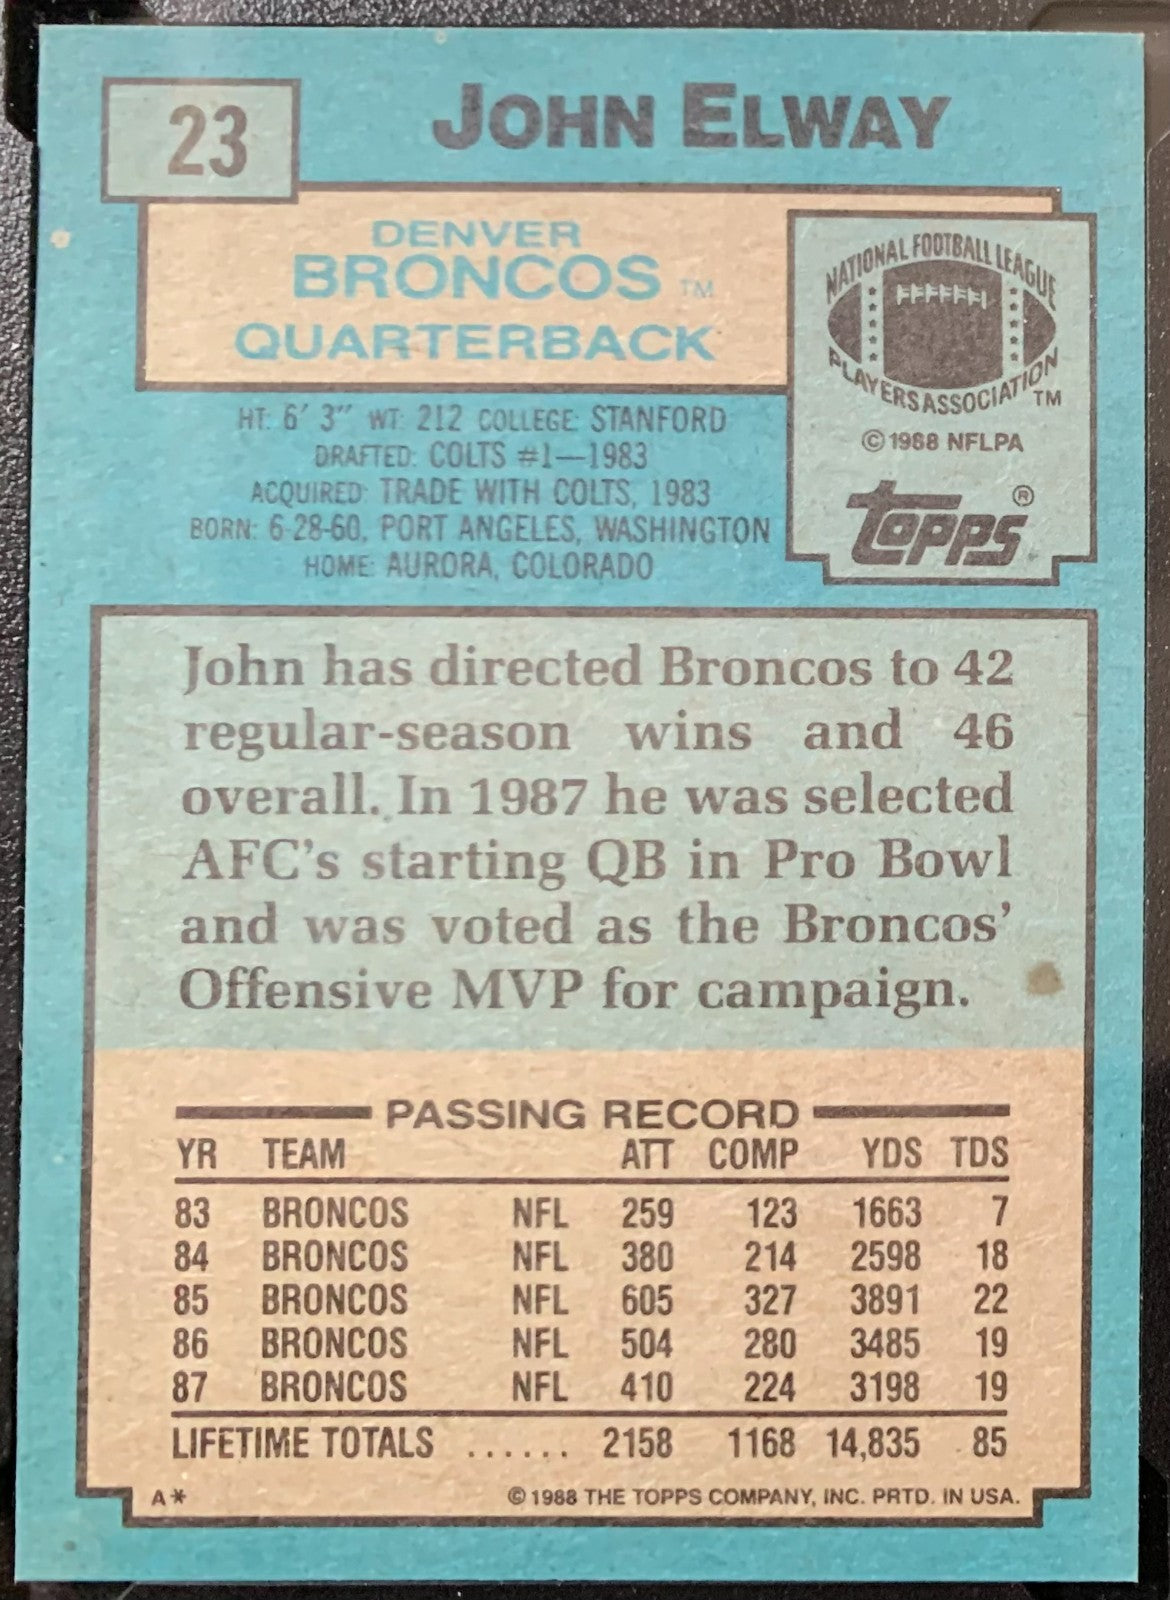 23
JOHN ELWAY
DENVER
BRONCOS ™
QUARTERBACK
NATIONAL FOOTBALL LEAGUE
PLAYERS ASSOCIATION ™
© 1988 NFLPA
topps ®
HT: 6' 3" WT: 212 COLLEGE: STANFORD
DRAFTED: COLTS #1—1983
ACQUIRED: TRADE WITH COLTS, 1983
BORN: 6-28-60, PORT ANGELES, WASHINGTON
HOME: AURORA, COLORADO
John has directed Broncos to 42
regular-season wins and 46
overall. In 1987 he was selected
AFC's starting QB in Pro Bowl
and was voted as the Broncos'
Offensive MVP for campaign.
PASSING RECORD
YR TEAM ATT COMP YDS TDS
83 BRONCOS NFL 259 123 1663 7
84 BRONCOS NFL 380 214 2598 18
85 BRONCOS NFL 605 327 3891 22
86 BRONCOS NFL 504 280 3485 19
87 BRONCOS NFL 410 224 3198 19
LIFETIME TOTALS ...... 2158 1168 14,835 85
A* © 1988 THE TOPPS COMPANY, INC. PRTD. IN USA.